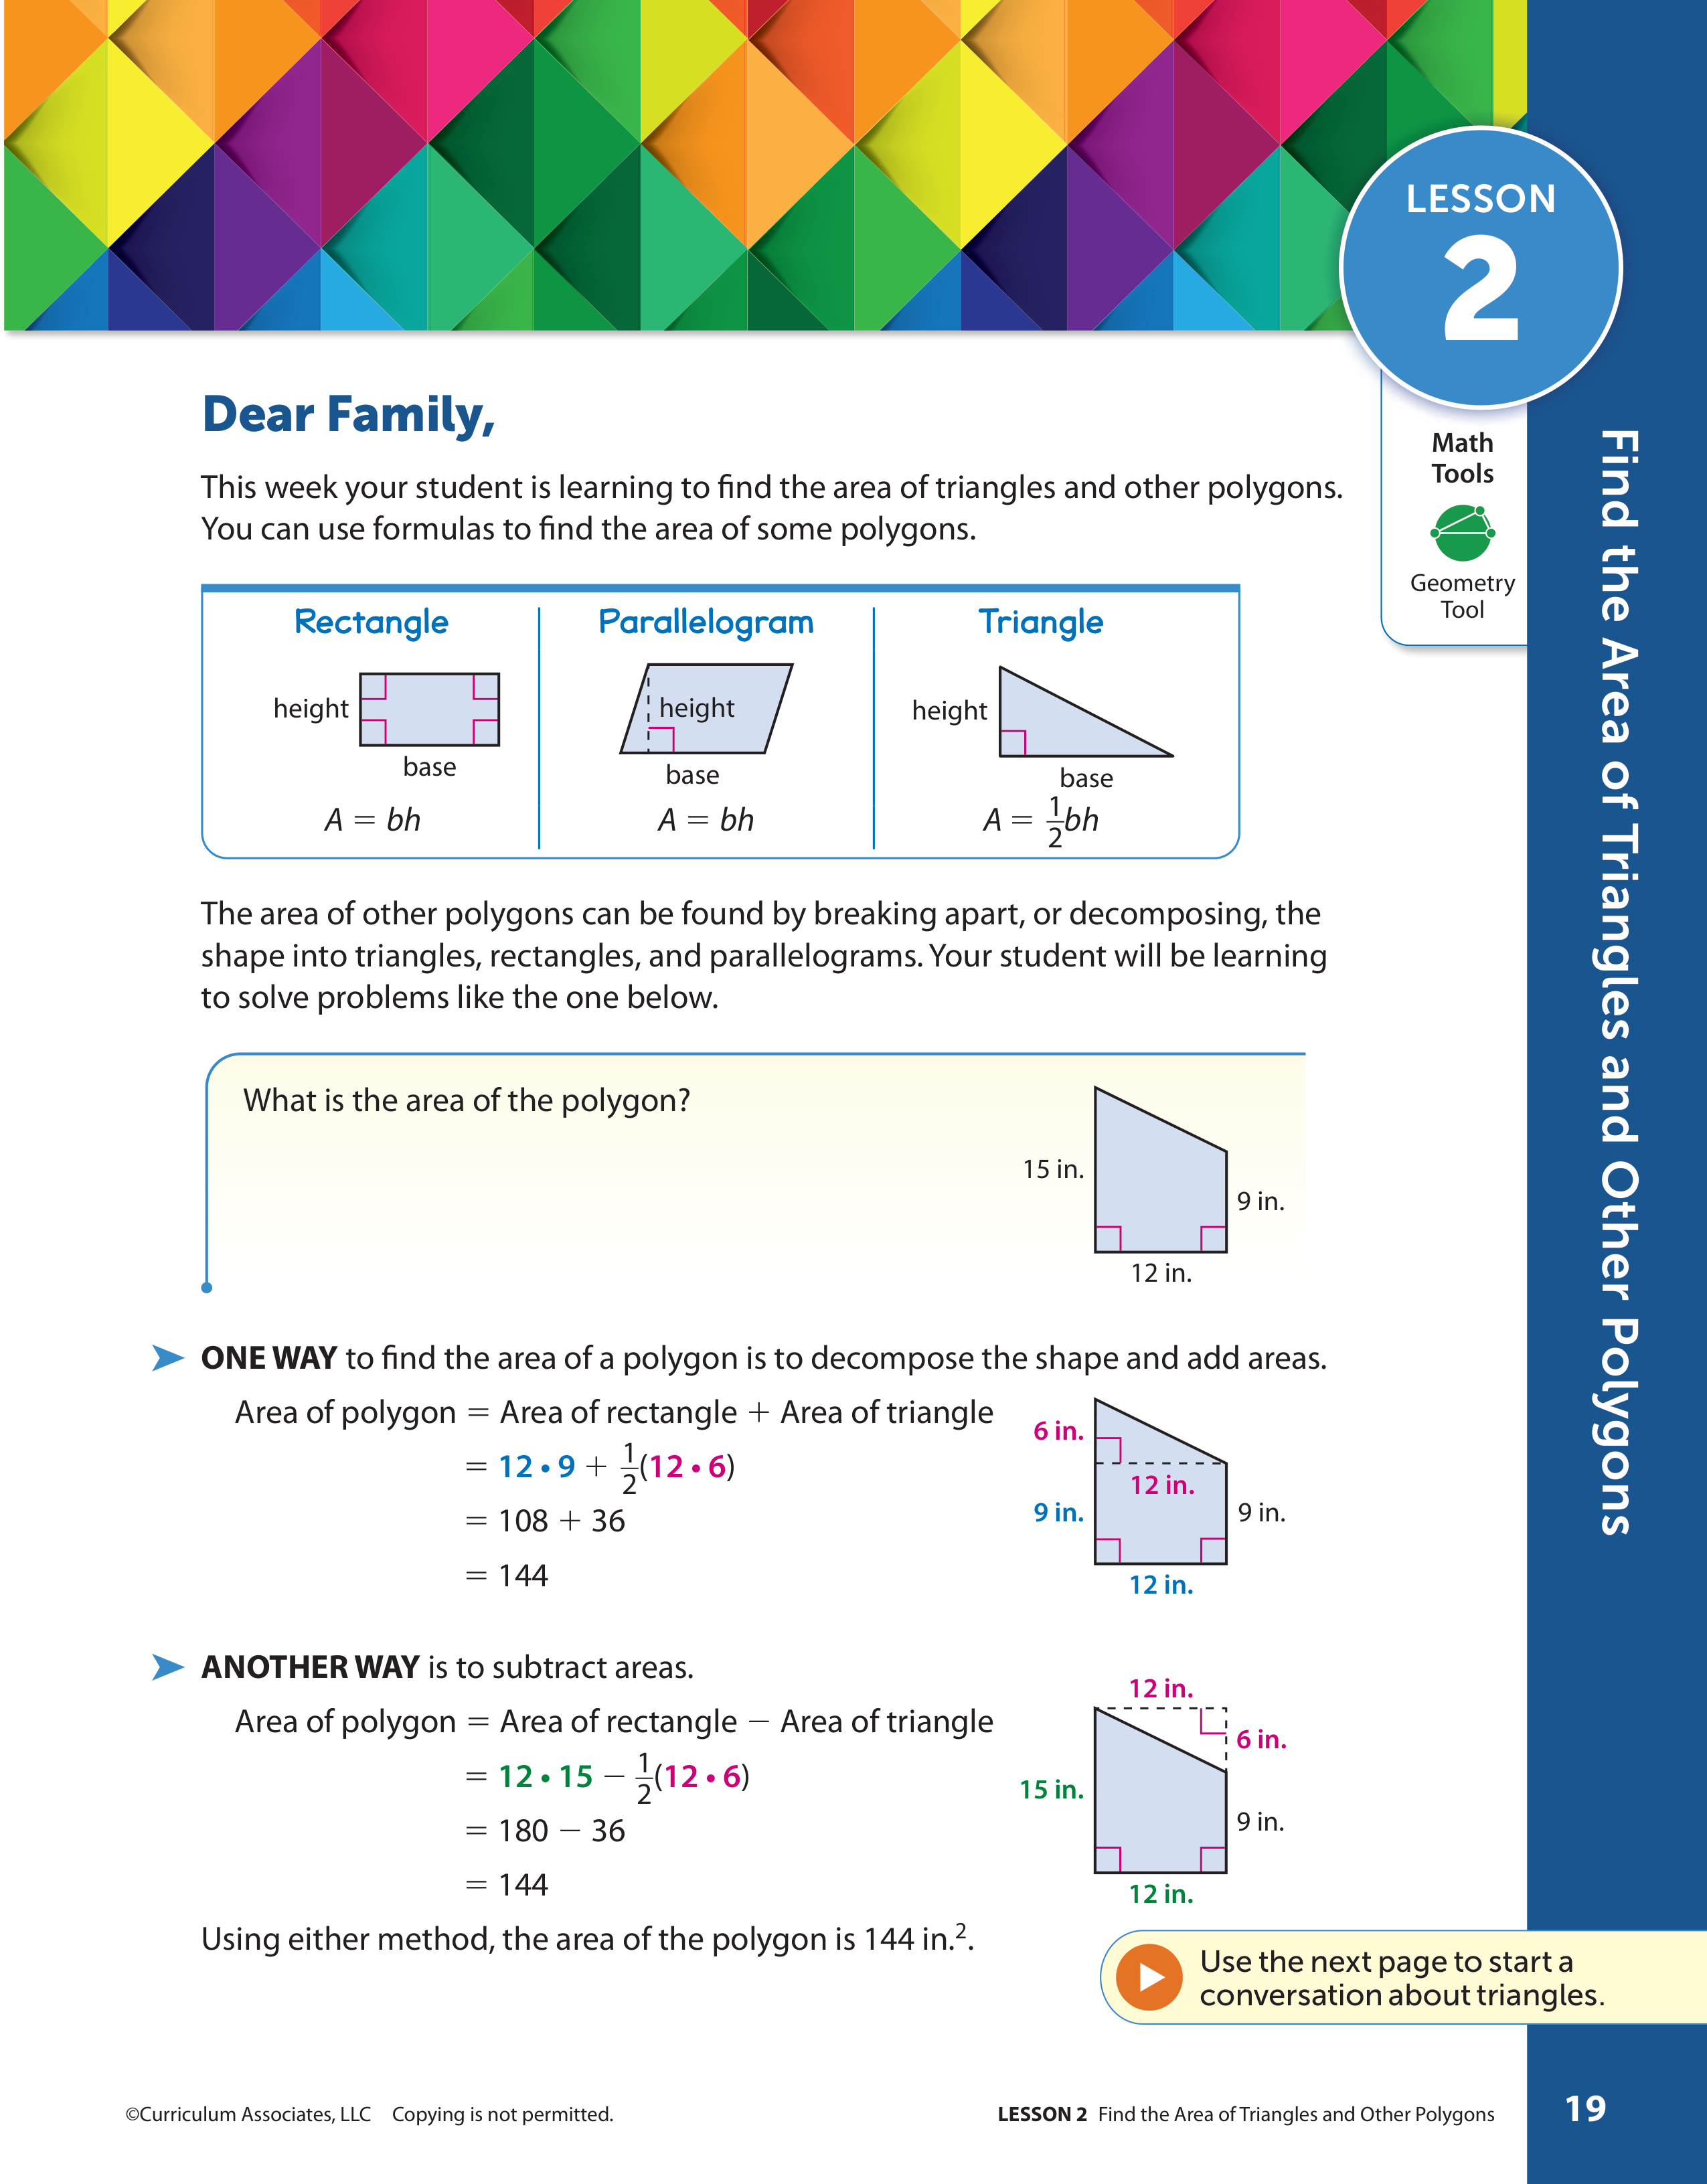 LESSON
2
Find the Area of Triangles and Other Polygons
Math
Tools
Geometry
Tool
Dear Family,
This week your student is learning to find the area of triangles and other polygons.
You can use formulas to find the area of some polygons.
Rectangle
height
base
A = bh
Parallelogram
height
base
A = bh
Triangle
height
base
A = 1/2bh
The area of other polygons can be found by breaking apart, or decomposing, the
shape into triangles, rectangles, and parallelograms. Your student will be learning
to solve problems like the one below.
What is the area of the polygon?
15 in.
9 in.
12 in.
ONE WAY to find the area of a polygon is to decompose the shape and add areas.
Area of polygon = Area of rectangle + Area of triangle
= 12 • 9 + 1/2(12 • 6)
= 108 + 36
= 144
6 in.
12 in.
9 in.
9 in.
12 in.
ANOTHER WAY is to subtract areas.
Area of polygon = Area of rectangle − Area of triangle
= 12 • 15 − 1/2(12 • 6)
= 180 − 36
= 144
12 in.
6 in.
15 in.
9 in.
12 in.
Using either method, the area of the polygon is 144 in.².
Use the next page to start a
conversation about triangles.
©Curriculum Associates, LLC Copying is not permitted.
LESSON 2 Find the Area of Triangles and Other Polygons
19